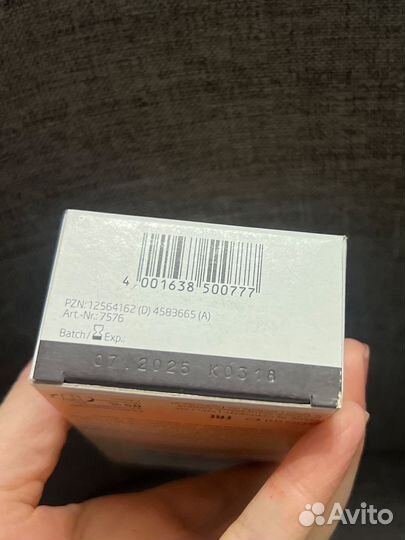 4 001638 500777
PZN: 12564162 (D) 4583665 (A)
Art.-Nr.: 7576
Batch/ Exp.:
07.2025 K0318
Avito